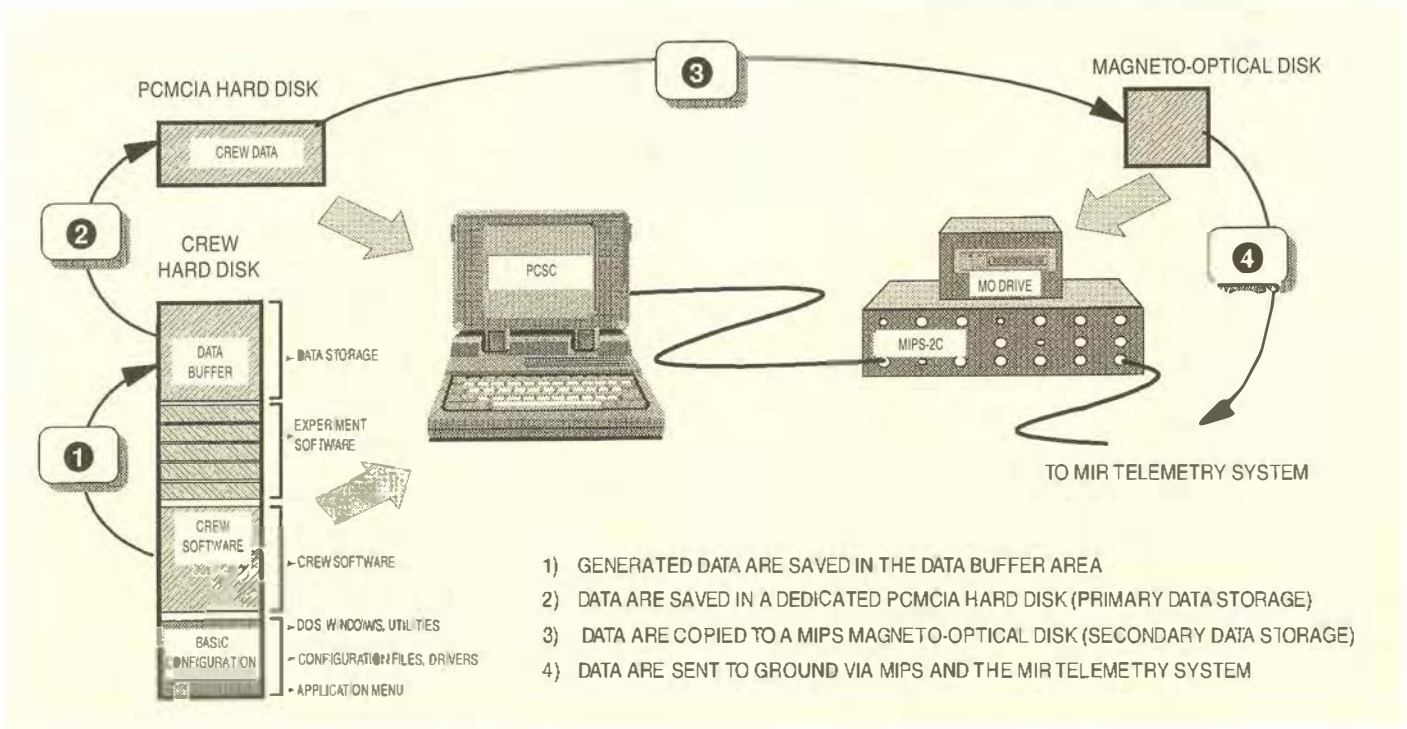 3
PCMCIA HARD DISK
MAGNETO-OPTICAL DISK
CREW DATA
2
4
CREW
HARD DISK
PCSC
MO DRIVE
MIPS-2C
DATA
BUFFER
DATA STORAGE
EXPERIMENT
SOFTWARE
1
TO MIR TELEMETRY SYSTEM
CREW
SOFTWARE
CREW SOFTWARE
BASIC
CONFIGURATION
DOS, WINDOWS, UTILITIES
CONFIGURATION FILES, DRIVERS
APPLICATION MENU
1) GENERATED DATA ARE SAVED IN THE DATA BUFFER AREA
2) DATA ARE SAVED IN A DEDICATED PCMCIA HARD DISK (PRIMARY DATA STORAGE)
3) DATA ARE COPIED TO A MIPS MAGNETO-OPTICAL DISK (SECONDARY DATA STORAGE)
4) DATA ARE SENT TO GROUND VIA MIPS AND THE MIR TELEMETRY SYSTEM